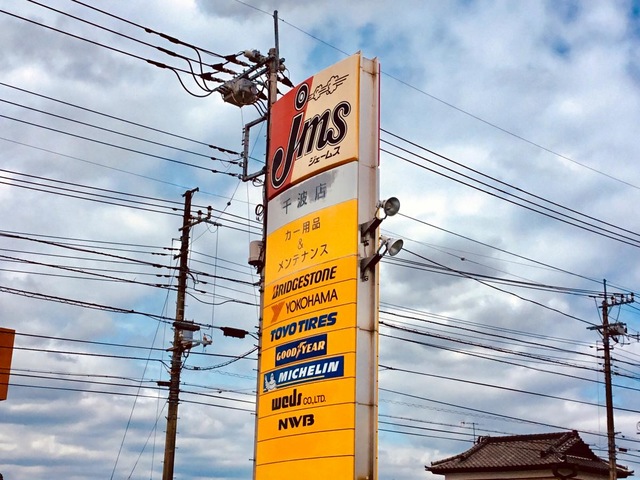 Jms
ジェームス
千波店
カー用品
&
メンテナンス
BRIDGESTONE
YOKOHAMA
TOYO TIRES
GOODYEAR
MICHELIN
weds CO.,LTD.
NWB